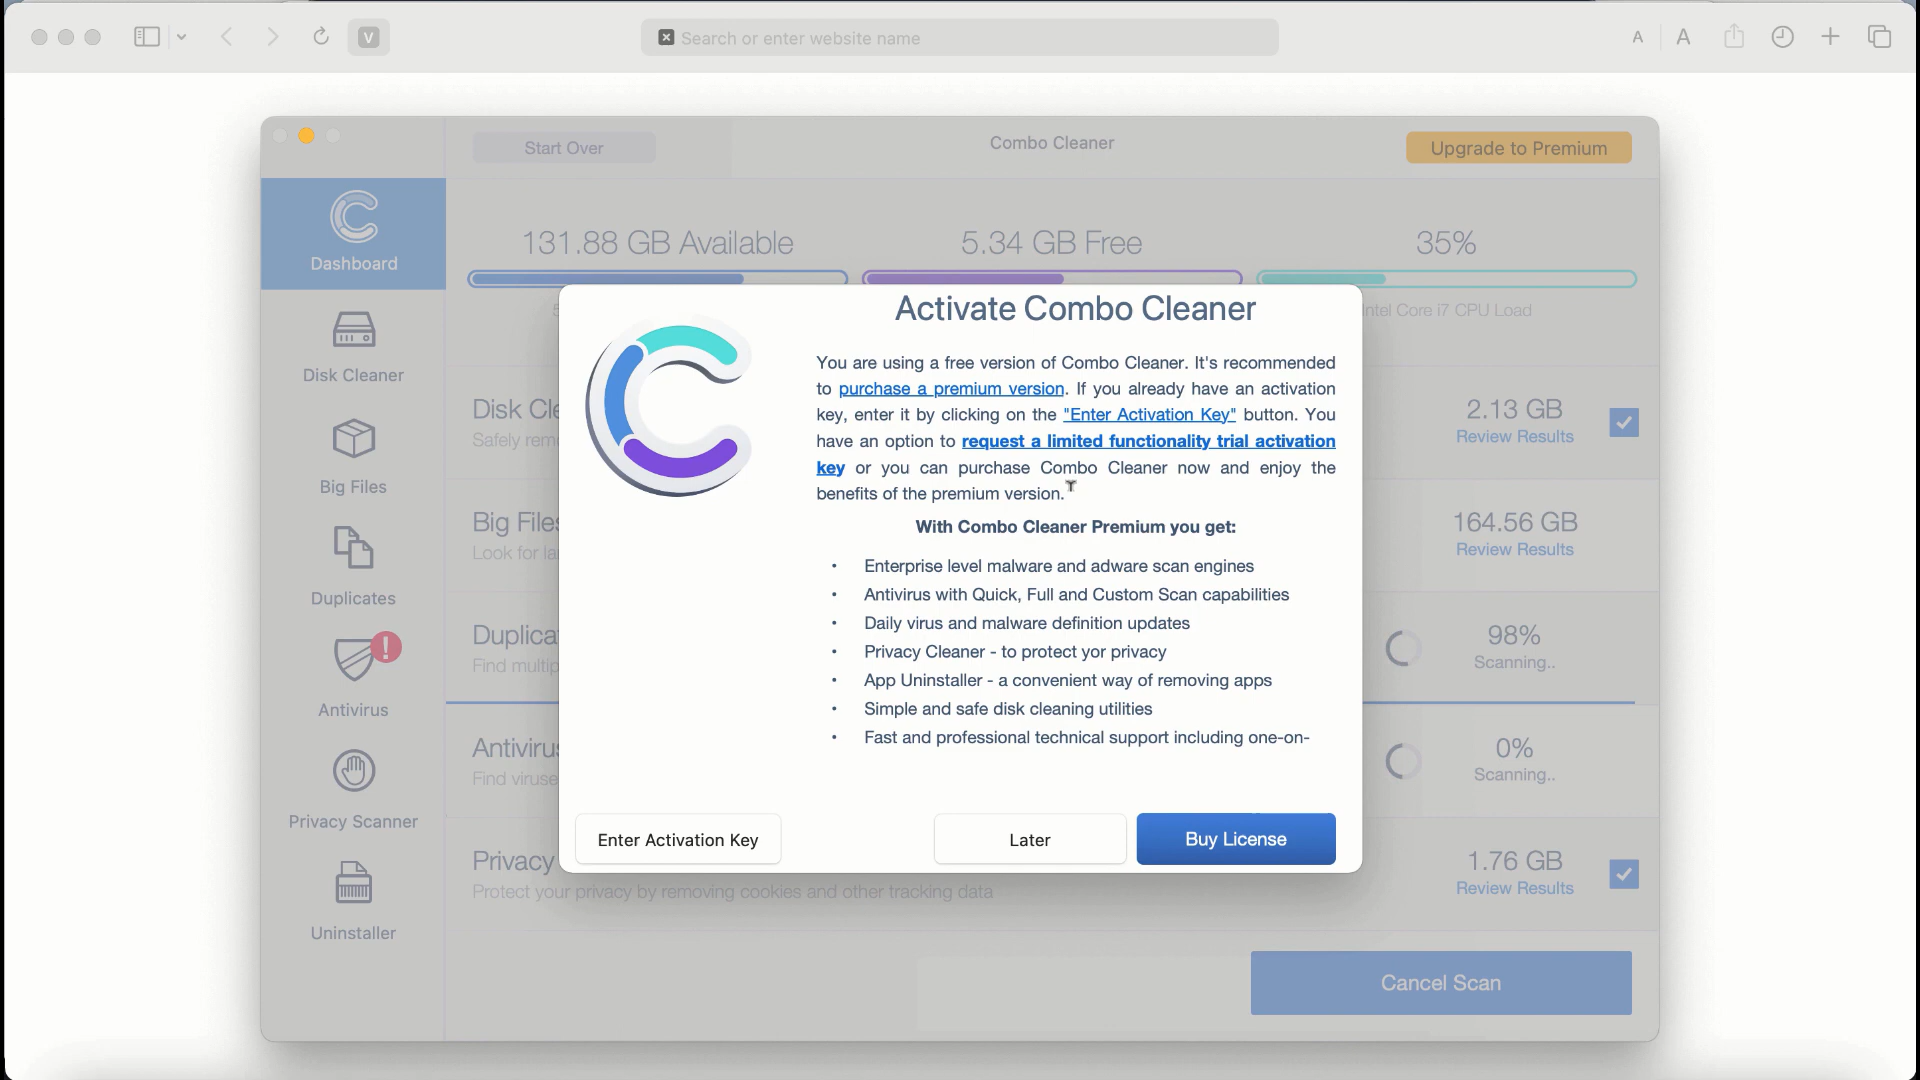 V
Search or enter website name
A
A
Start Over
Combo Cleaner
Upgrade to Premium
Dashboard
Disk Cleaner
Big Files
Duplicates
Antivirus
Privacy Scanner
Uninstaller
131.88 GB Available
5.34 GB Free
35%
Intel Core i7 CPU Load
Disk Cle
Safely rem
2.13 GB
Review Results
Big Files
Look for la
164.56 GB
Review Results
Duplica
Find multip
98%
Scanning..
Antivirus
Find viruse
0%
Scanning..
Privacy
Protect your privacy by removing cookies and other tracking data
1.76 GB
Review Results
Cancel Scan
Activate Combo Cleaner
You are using a free version of Combo Cleaner. It's recommended
to purchase a premium version. If you already have an activation
key, enter it by clicking on the "Enter Activation Key" button. You
have an option to request a limited functionality trial activation
key or you can purchase Combo Cleaner now and enjoy the
benefits of the premium version.
With Combo Cleaner Premium you get:
• Enterprise level malware and adware scan engines
• Antivirus with Quick, Full and Custom Scan capabilities
• Daily virus and malware definition updates
• Privacy Cleaner - to protect yor privacy
• App Uninstaller - a convenient way of removing apps
• Simple and safe disk cleaning utilities
• Fast and professional technical support including one-on-
Enter Activation Key
Later
Buy License